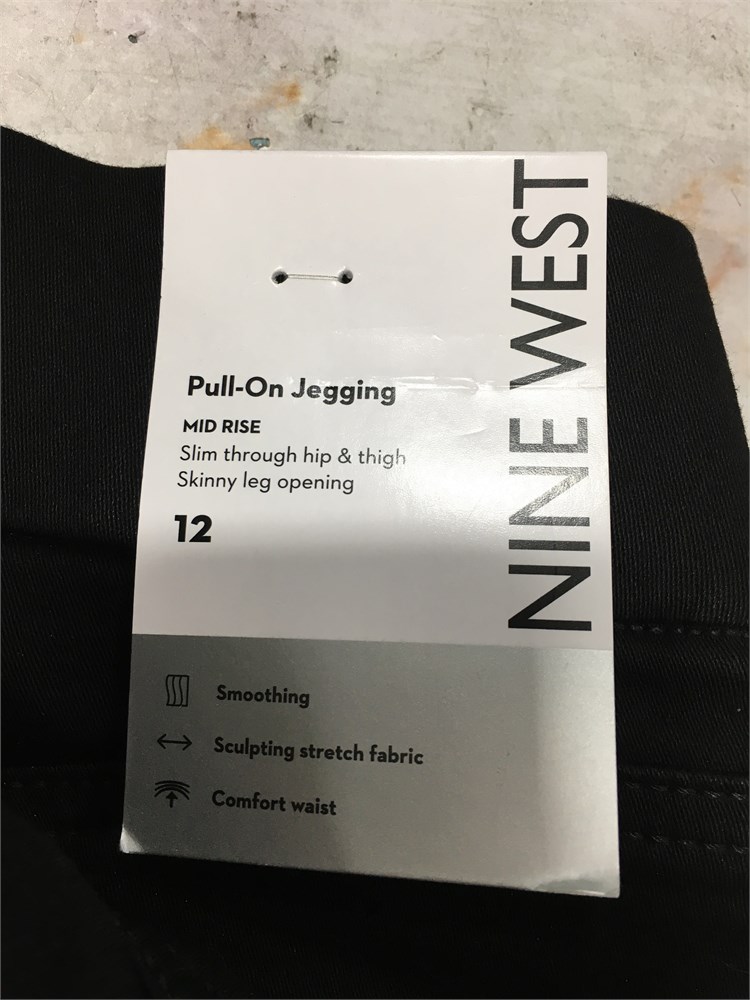 NINE WEST
Pull-On Jegging
MID RISE
Slim through hip & thigh
Skinny leg opening
12
Smoothing
Sculpting stretch fabric
Comfort waist